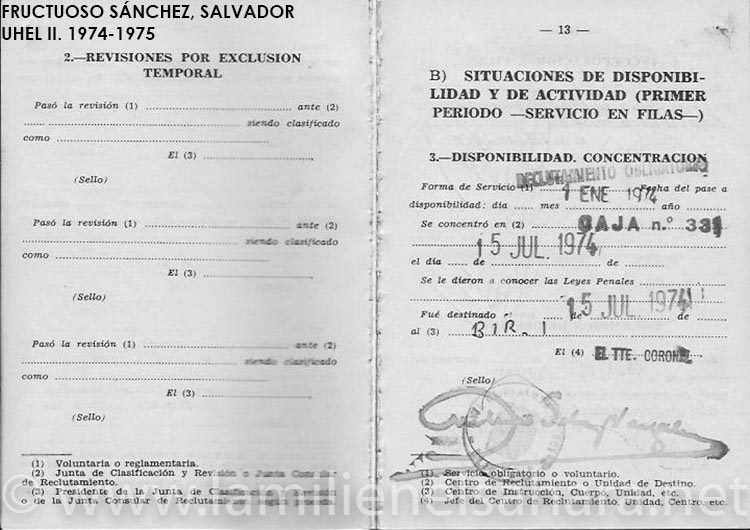 FRUCTUOSO SÁNCHEZ, SALVADOR
UHEL II. 1974-1975
2.—REVISIONES POR EXCLUSION
TEMPORAL
Pasó la revisión (1) ........ ante (2)
........ siendo clasificado
como ........
El (3) ........
(Sello)
Pasó la revisión (1) ........ ante (2)
........ siendo clasificado
como ........
El (3) ........
(Sello)
Pasó la revisión (1) ........ ante (2)
........ siendo clasificado
como ........
El (3) ........
(Sello)
(1) Voluntaria o reglamentaria.
(2) Junta de Clasificación y Revisión o Junta Consular
de Reclutamiento.
(3) Presidente de la Junta de Clasificación
o de la Junta Consular de Reclutamiento.
— 13 —
B) SITUACIONES DE DISPONIBI-
LIDAD Y DE ACTIVIDAD (PRIMER
PERIODO —SERVICIO EN FILAS—)
3.—DISPONIBILIDAD. CONCENTRACION
RECLUTAMIENTO OBLIGATORIO
Forma de Servicio (1) 1 ENE 1974 Fecha del pase a
disponibilidad: día ..... mes ........ año ........
Se concentró en (2) ........ CAJA n.º 331
15 JUL. 1974
el día ..... de ........ de ........
Se le dieron a conocer las Leyes Penales ........
15 JUL. 1974
Fué destinado el ..... de ........ de .....
al (3) B.I.R. 1
El (4) EL TTE. CORONEL
(Sello)
(1) Servicio obligatorio o voluntario.
(2) Centro de Reclutamiento o Unidad de Destino.
(3) Centro de Instrucción, Cuerpo, Unidad, etc.
(4) Jefe del Centro de Reclutamiento, Unidad, Centro, etc.